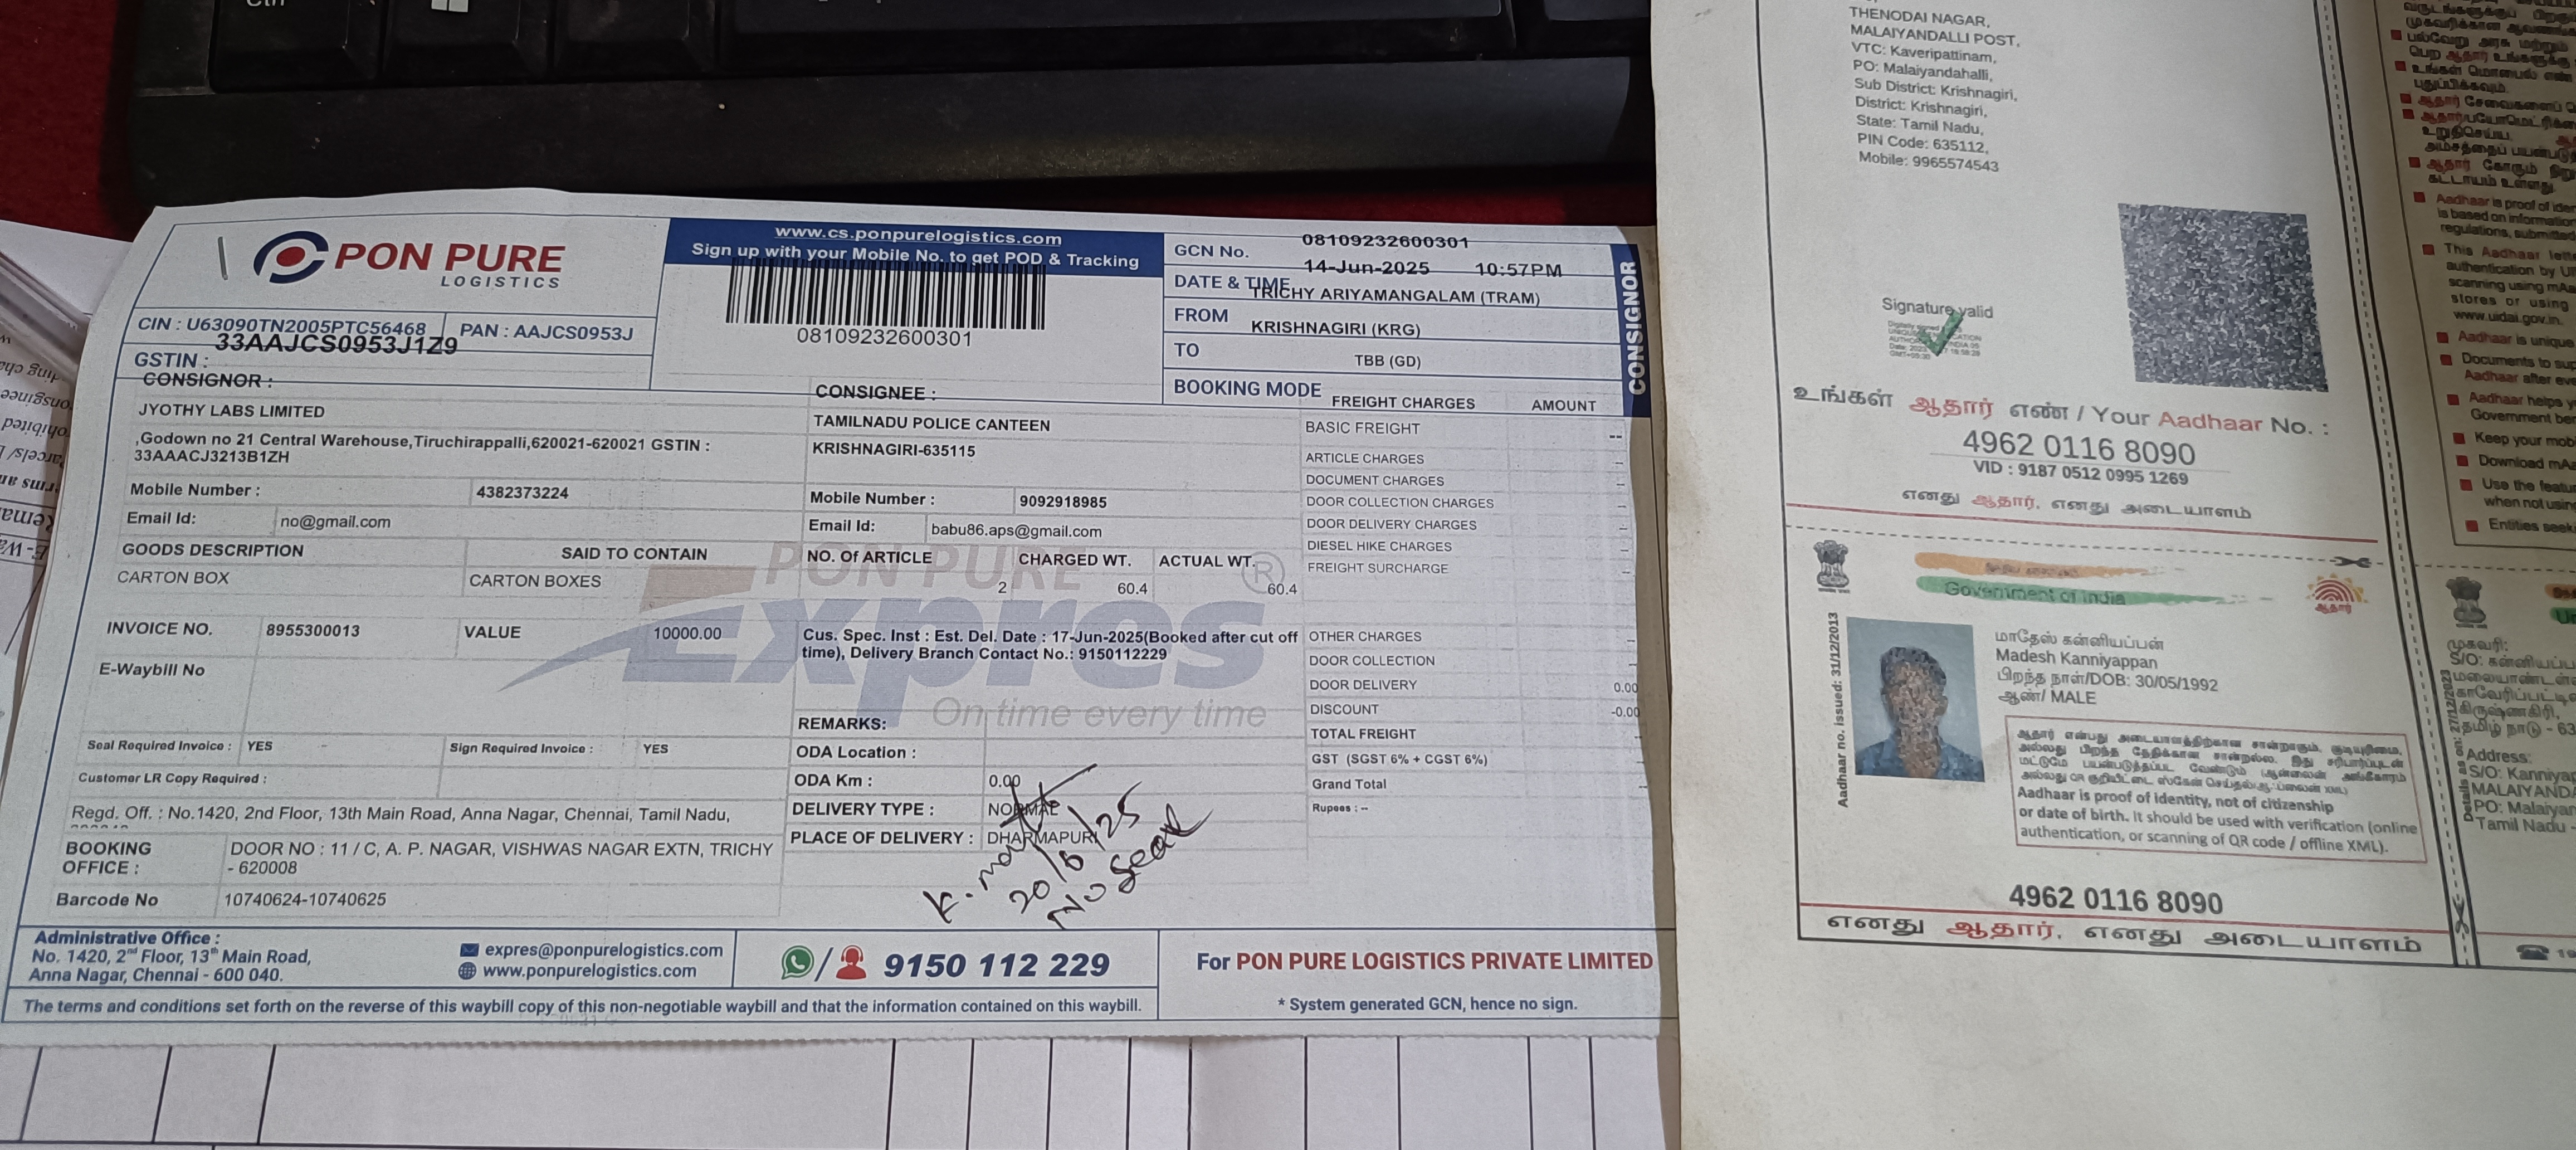 PON PURE
LOGISTICS
www.cs.ponpurelogistics.com
Sign up with your Mobile No. to get POD & Tracking
08109232600301
CIN : U63090TN2005PTC56468
PAN : AAJCS0953J
33AAJCS0953J1Z9
GSTIN :
GCN No. 08109232600301
14-Jun-2025 10:57PM
DATE & TIME
TRICHY ARIYAMANGALAM (TRAM)
FROM
KRISHNAGIRI (KRG)
TO
TBB (GD)
BOOKING MODE
CONSIGNOR
CONSIGNOR :
JYOTHY LABS LIMITED
,Godown no 21 Central Warehouse,Tiruchirappalli,620021-620021 GSTIN :
33AAACJ3213B1ZH
Mobile Number : 4382373224
Email Id: no@gmail.com
CONSIGNEE :
TAMILNADU POLICE CANTEEN
KRISHNAGIRI-635115
Mobile Number : 9092918985
Email Id: babu86.aps@gmail.com
GOODS DESCRIPTION SAID TO CONTAIN NO. Of ARTICLE CHARGED WT. ACTUAL WT.
CARTON BOX CARTON BOXES 2 60.4 60.4
PON PURE
Expres
On time every time
INVOICE NO. 8955300013 VALUE 10000.00
Cus. Spec. Inst : Est. Del. Date : 17-Jun-2025(Booked after cut off
time), Delivery Branch Contact No.: 9150112229
E-Waybill No
REMARKS:
Seal Required Invoice : YES Sign Required Invoice : YES
ODA Location :
Customer LR Copy Required :
ODA Km : 0.00
Regd. Off. : No.1420, 2nd Floor, 13th Main Road, Anna Nagar, Chennai, Tamil Nadu,
DELIVERY TYPE : NORMAL
PLACE OF DELIVERY : DHARMAPURI
BOOKING
OFFICE :
DOOR NO : 11 / C, A. P. NAGAR, VISHWAS NAGAR EXTN, TRICHY
- 620008
Barcode No 10740624-10740625
20/6/25
No Seal
FREIGHT CHARGES AMOUNT
BASIC FREIGHT --
ARTICLE CHARGES --
DOCUMENT CHARGES --
DOOR COLLECTION CHARGES --
DOOR DELIVERY CHARGES --
DIESEL HIKE CHARGES --
FREIGHT SURCHARGE
OTHER CHARGES --
DOOR COLLECTION --
DOOR DELIVERY 0.00
DISCOUNT -0.00
TOTAL FREIGHT
GST (SGST 6% + CGST 6%)
Grand Total --
Rupees : --
Administrative Office :
No. 1420, 2nd Floor, 13th Main Road,
Anna Nagar, Chennai - 600 040.
expres@ponpurelogistics.com
www.ponpurelogistics.com
9150 112 229
For PON PURE LOGISTICS PRIVATE LIMITED
* System generated GCN, hence no sign.
The terms and conditions set forth on the reverse of this waybill copy of this non-negotiable waybill and that the information contained on this waybill.
THENODAI NAGAR,
MALAIYANDALLI POST,
VTC: Kaveripattinam,
PO: Malaiyandahalli,
Sub District: Krishnagiri,
District: Krishnagiri,
State: Tamil Nadu,
PIN Code: 635112,
Mobile: 9965574543
Signature valid
உங்கள் ஆதார் எண் / Your Aadhaar No. :
4962 0116 8090
VID : 9187 0512 0995 1269
எனது ஆதார், எனது அடையாளம்
Government of India
ஆதார்
Aadhaar no. issued: 31/12/2013
மாதேஸ் கன்னியப்பன்
Madesh Kanniyappan
பிறந்த நாள்/DOB: 30/05/1992
ஆண்/ MALE
Aadhaar is proof of identity, not of citizenship
or date of birth. It should be used with verification (online
authentication, or scanning of QR code / offline XML).
4962 0116 8090
எனது ஆதார், எனது அடையாளம்